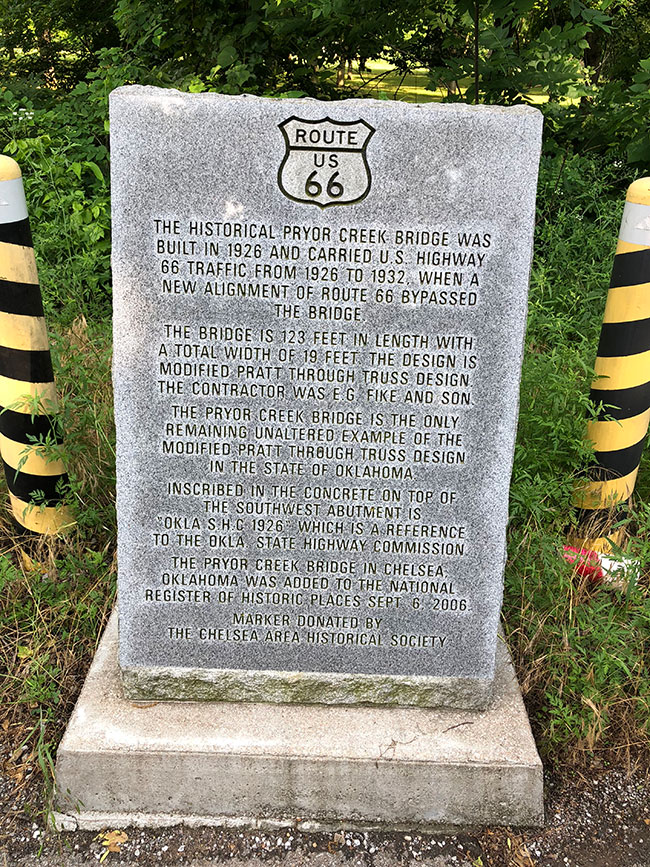 ROUTE
US
66
THE HISTORICAL PRYOR CREEK BRIDGE WAS
BUILT IN 1926 AND CARRIED U.S. HIGHWAY
66 TRAFFIC FROM 1926 TO 1932, WHEN A
NEW ALIGNMENT OF ROUTE 66 BYPASSED
THE BRIDGE.
THE BRIDGE IS 123 FEET IN LENGTH WITH
A TOTAL WIDTH OF 19 FEET. THE DESIGN IS
MODIFIED PRATT THROUGH TRUSS DESIGN.
THE CONTRACTOR WAS E.G. FIKE AND SON.
THE PRYOR CREEK BRIDGE IS THE ONLY
REMAINING UNALTERED EXAMPLE OF THE
MODIFIED PRATT THROUGH TRUSS DESIGN
IN THE STATE OF OKLAHOMA.
INSCRIBED IN THE CONCRETE ON TOP OF
THE SOUTHWEST ABUTMENT IS
"OKLA S.H.C 1926" WHICH IS A REFERENCE
TO THE OKLA. STATE HIGHWAY COMMISSION.
THE PRYOR CREEK BRIDGE IN CHELSEA,
OKLAHOMA WAS ADDED TO THE NATIONAL
REGISTER OF HISTORIC PLACES SEPT. 6, 2006.
MARKER DONATED BY
THE CHELSEA AREA HISTORICAL SOCIETY